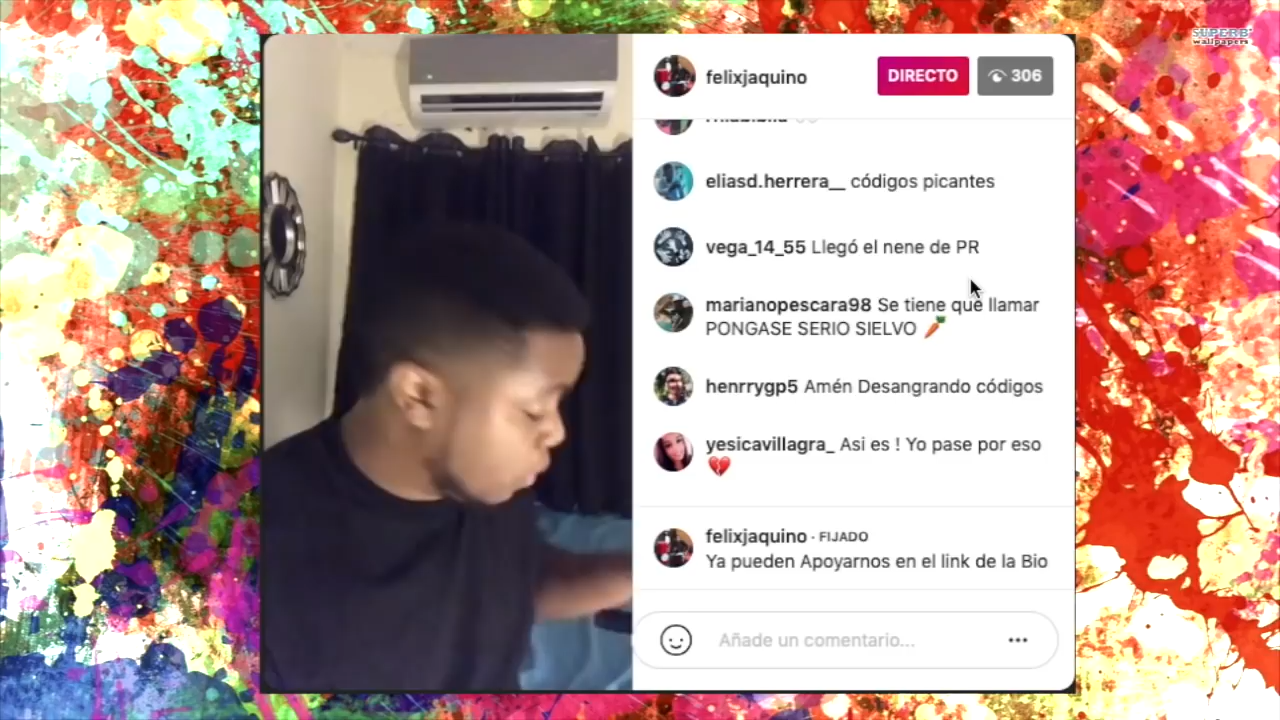 SUPERB
wallpapers
felixjaquino
DIRECTO
306
eliasd.herrera__ códigos picantes
vega_14_55 Llegó el nene de PR
marianopescara98 Se tiene que llamar
PONGASE SERIO SIELVO 🥕
henrrygp5 Amén Desangrando códigos
yesicavillagra_ Asi es ! Yo pase por eso
💔
felixjaquino · FIJADO
Ya pueden Apoyarnos en el link de la Bio
Añade un comentario...